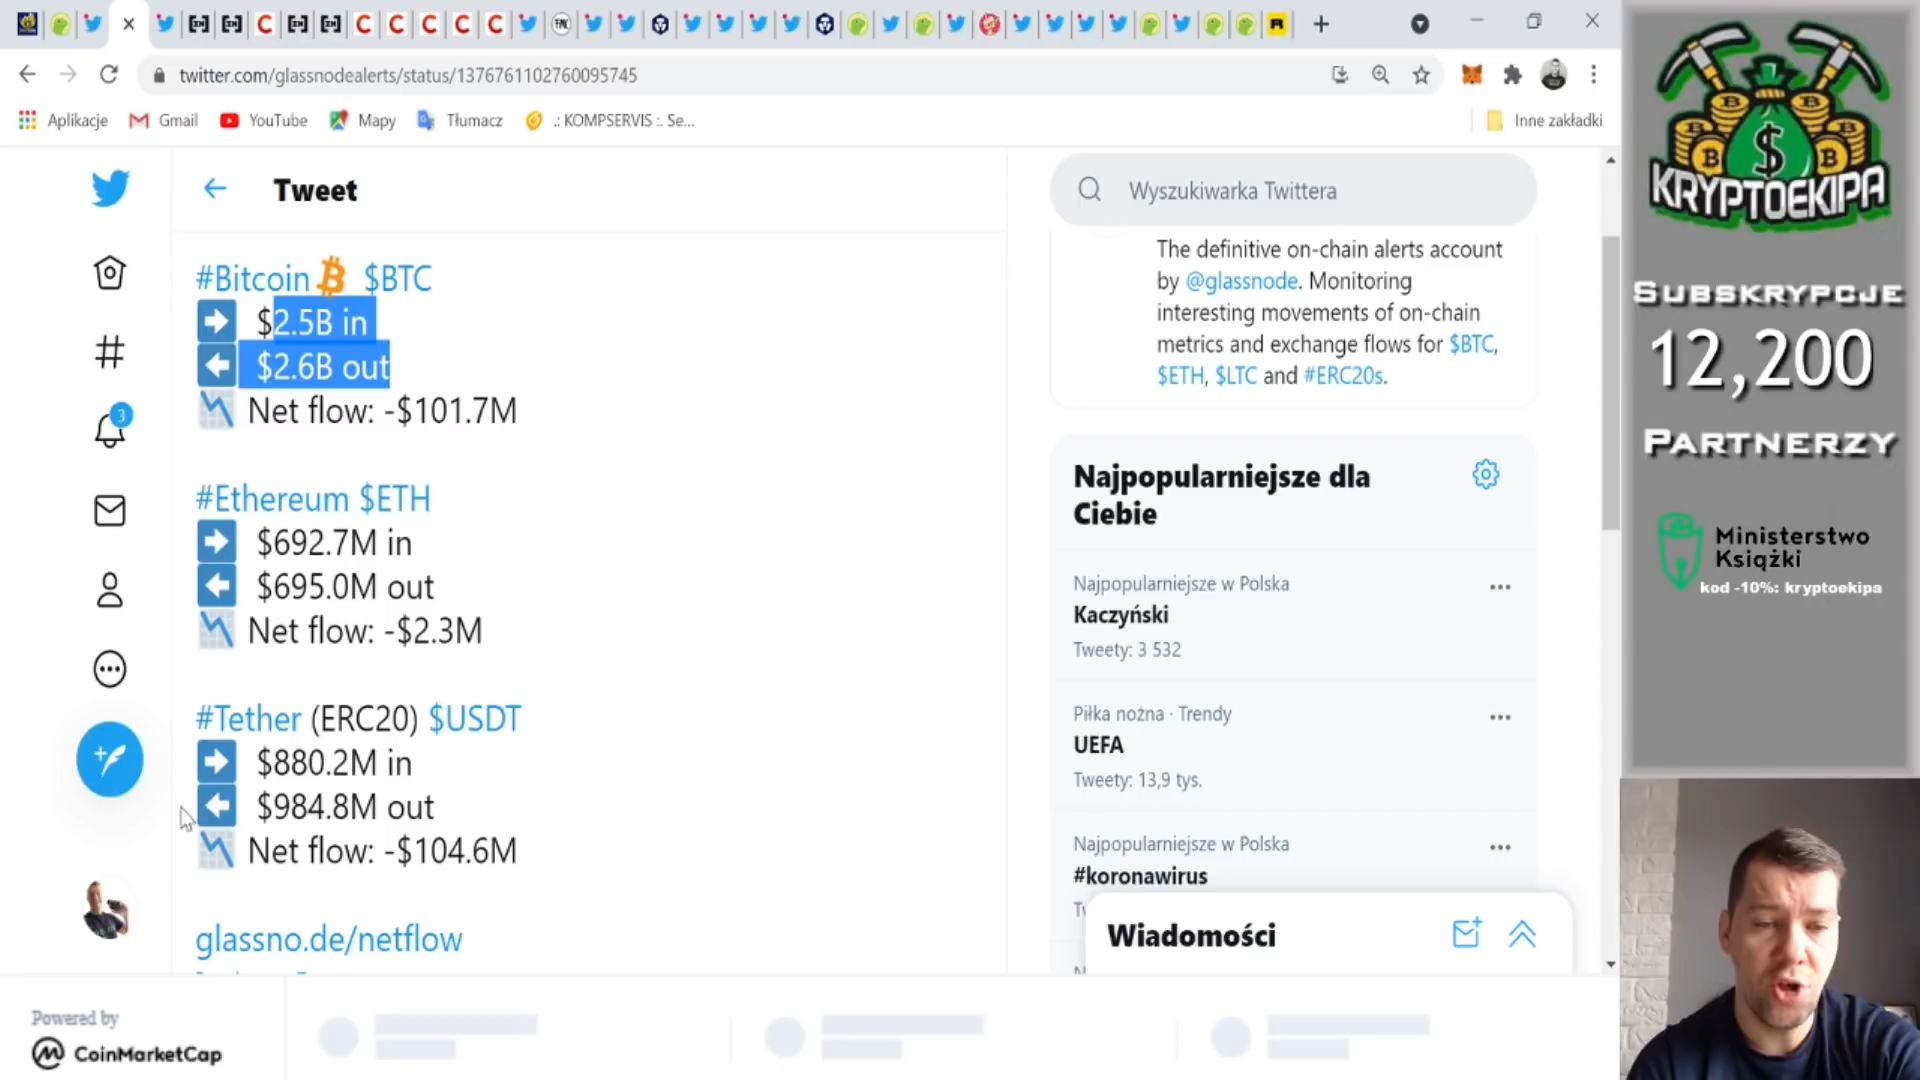 twitter.com/glassnodealerts/status/1376761102760095745
Aplikacje
Gmail
YouTube
Mapy
Tłumacz
.: KOMPSERVIS :. Se...
Inne zakładki
Tweet
#Bitcoin $BTC
$2.5B in
$2.6B out
Net flow: -$101.7M
#Ethereum $ETH
$692.7M in
$695.0M out
Net flow: -$2.3M
#Tether (ERC20) $USDT
$880.2M in
$984.8M out
Net flow: -$104.6M
glassno.de/netflow
3
Wyszukiwarka Twittera
The definitive on-chain alerts account
by @glassnode. Monitoring
interesting movements of on-chain
metrics and exchange flows for $BTC,
$ETH, $LTC and #ERC20s.
Najpopularniejsze dla
Ciebie
Najpopularniejsze w Polska
Kaczyński
Tweety: 3 532
Piłka nożna · Trendy
UEFA
Tweety: 13,9 tys.
Najpopularniejsze w Polska
#koronawirus
Wiadomości
Powered by
CoinMarketCap
KRYPTOEKIPA
SUBSKRYPCJE
12,200
PARTNERZY
Ministerstwo
Książki
kod -10%: kryptoekipa